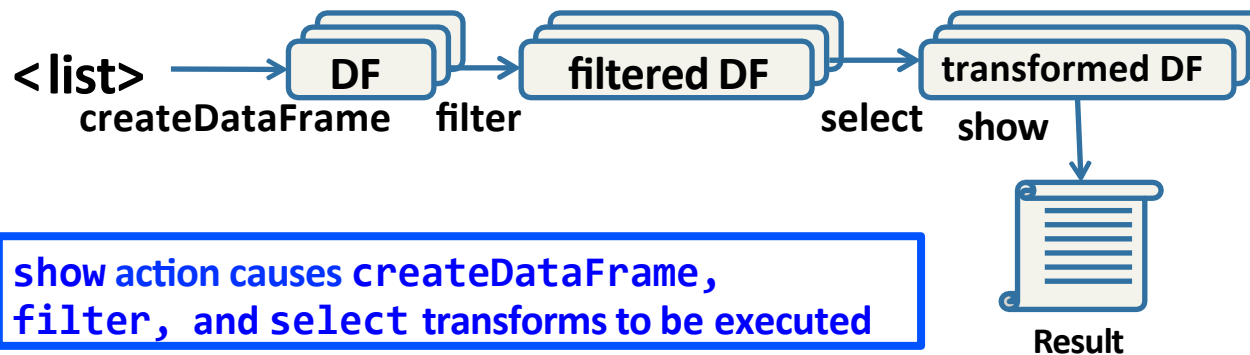 <list>
DF
filtered DF
transformed DF
createDataFrame
filter
select
show
show action causes createDataFrame,
filter, and select transforms to be executed
Result